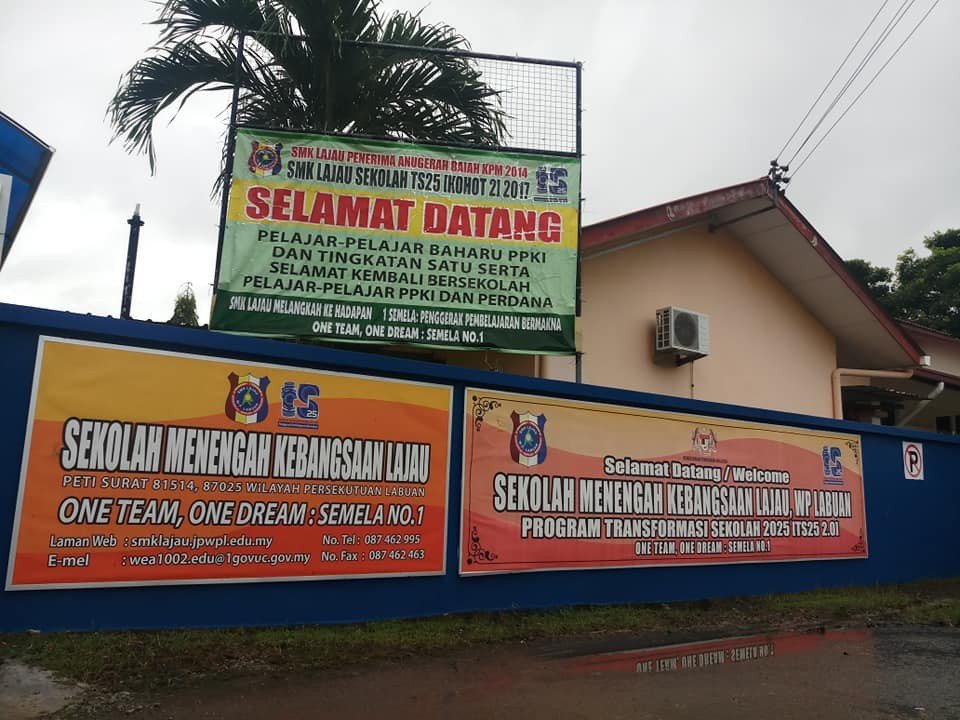 SMK LAJAU PENERIMA ANUGERAH BAIAH KPM 2014
SMK LAJAU SEKOLAH TS25 [KOHOT 2] 2017
SELAMAT DATANG
PELAJAR-PELAJAR BAHARU PPKI
DAN TINGKATAN SATU SERTA
SELAMAT KEMBALI BERSEKOLAH
PELAJAR-PELAJAR PPKI DAN PERDANA
SMK LAJAU MELANGKAH KE HADAPAN 1 SEMELA: PENGGERAK PEMBELAJARAN BERMAKNA
ONE TEAM, ONE DREAM : SEMELA NO.1
SEKOLAH MENENGAH KEBANGSAAN LAJAU
PETI SURAT 81514, 87025 WILAYAH PERSEKUTUAN LABUAN
ONE TEAM, ONE DREAM : SEMELA NO.1
Laman Web : smklajau.jpwpl.edu.my No. Tel : 087 462 995
E-mel : wea1002.edu@1govuc.gov.my No. Fax : 087 462 463
Selamat Datang / Welcome
SEKOLAH MENENGAH KEBANGSAAN LAJAU, WP LABUAN
PROGRAM TRANSFORMASI SEKOLAH 2025 [TS25 2.0]
ONE TEAM, ONE DREAM : SEMELA NO.1
P